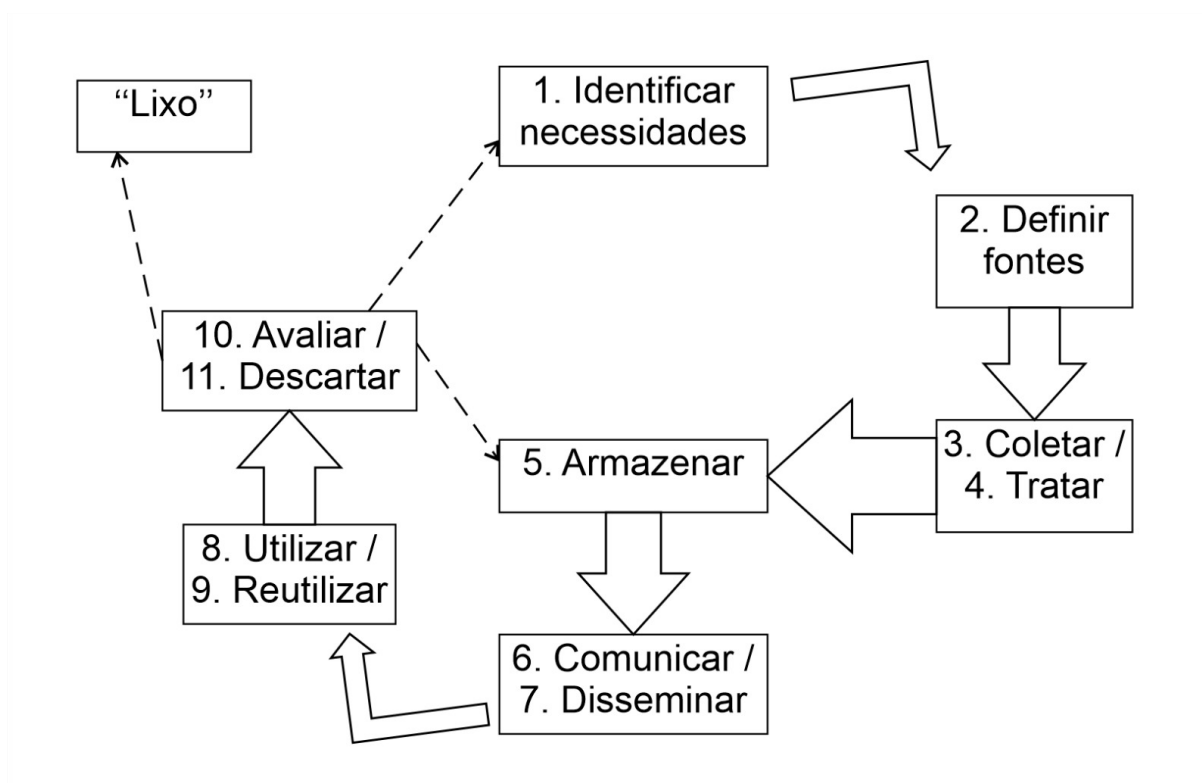 “Lixo”
1. Identificar
necessidades
2. Definir
fontes
10. Avaliar /
11. Descartar
3. Coletar /
4. Tratar
5. Armazenar
8. Utilizar /
9. Reutilizar
6. Comunicar /
7. Disseminar